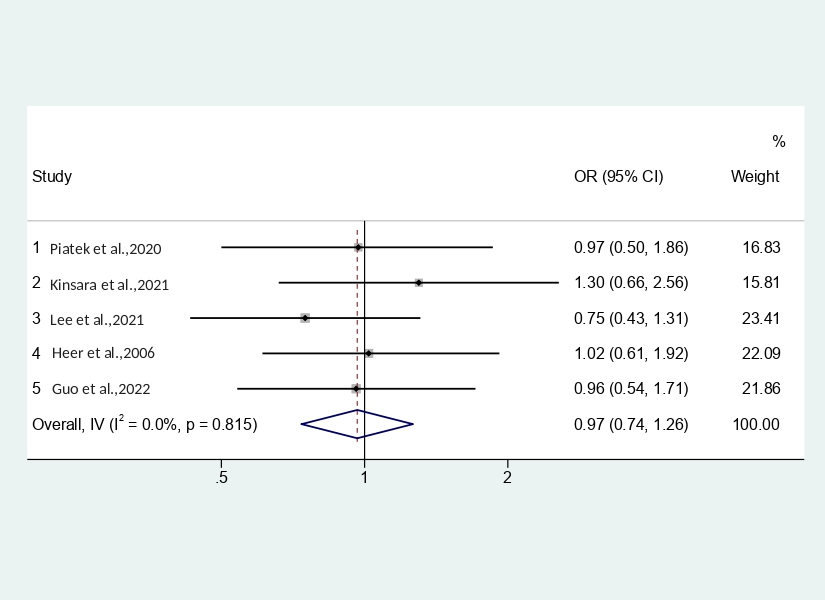 %
Study OR (95% CI) Weight
1 Piatek et al.,2020 0.97 (0.50, 1.86) 16.83
2 Kinsara et al.,2021 1.30 (0.66, 2.56) 15.81
3 Lee et al.,2021 0.75 (0.43, 1.31) 23.41
4 Heer et al.,2006 1.02 (0.61, 1.92) 22.09
5 Guo et al.,2022 0.96 (0.54, 1.71) 21.86
Overall, IV (I² = 0.0%, p = 0.815) 0.97 (0.74, 1.26) 100.00
.5 1 2